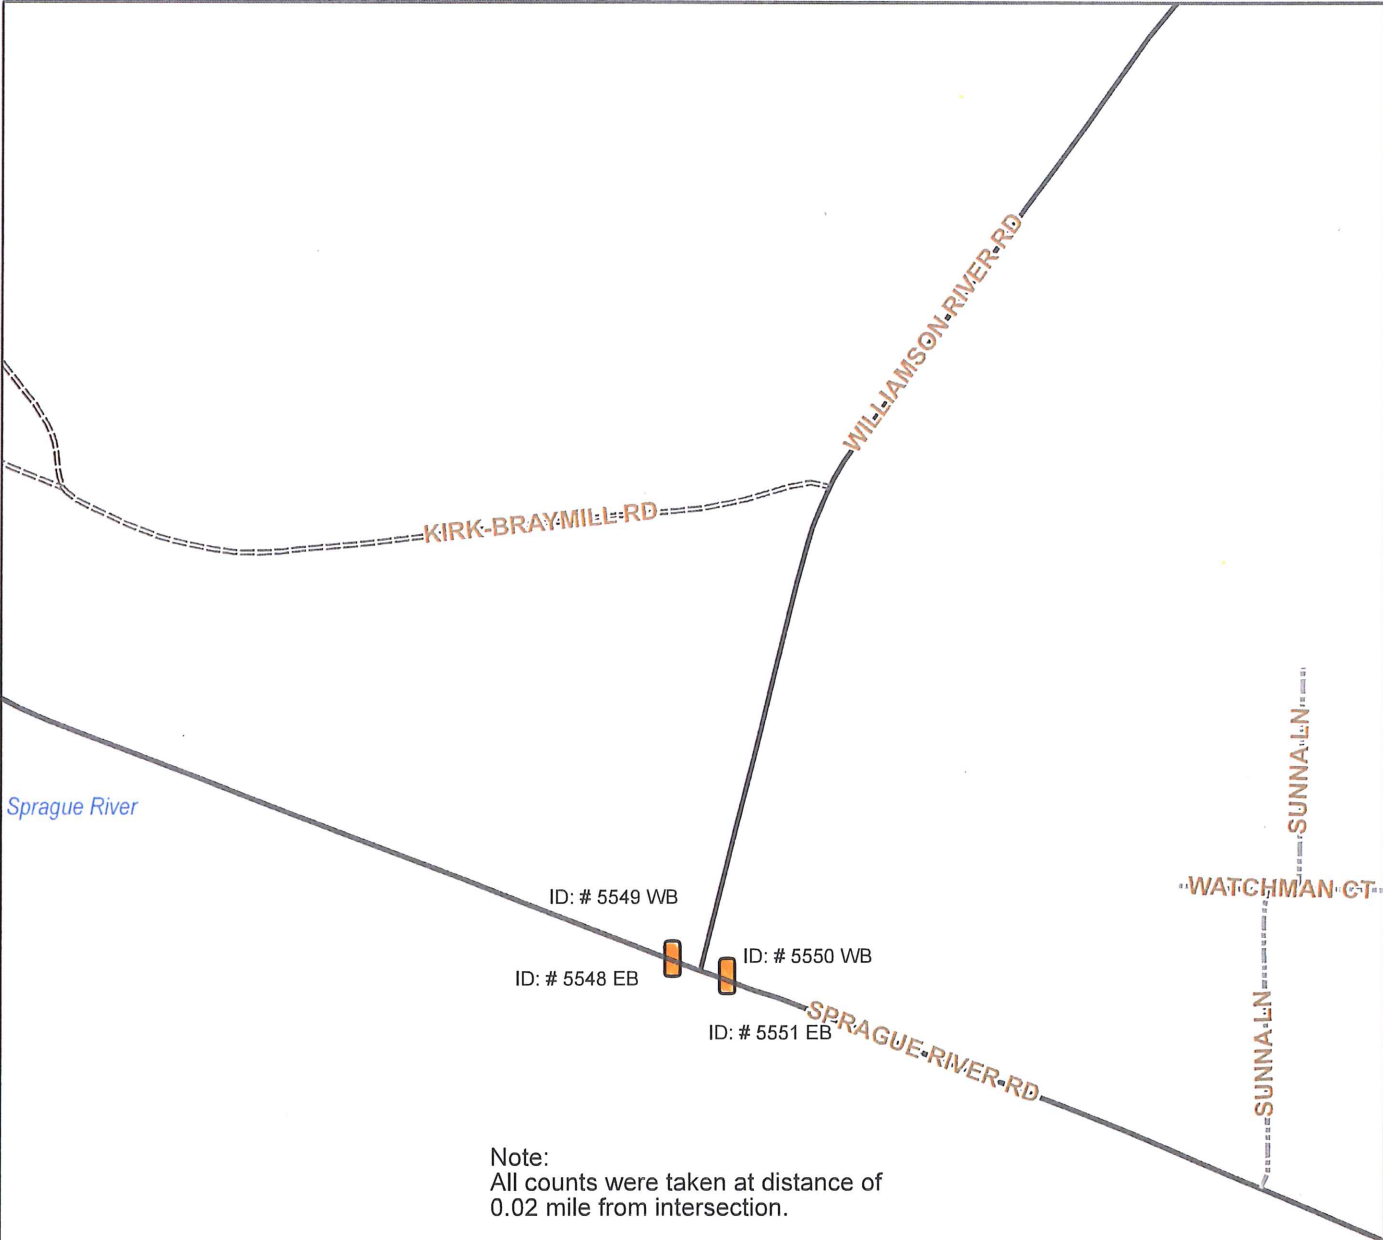 WILLIAMSON RIVER RD
KIRK-BRAYMILL RD
SUNNA LN
Sprague River
WATCHMAN CT
ID: # 5549 WB
ID: # 5550 WB
ID: # 5548 EB
SPRAGUE RIVER RD
ID: # 5551 EB
SUNNA LN
Note:
All counts were taken at distance of
0.02 mile from intersection.